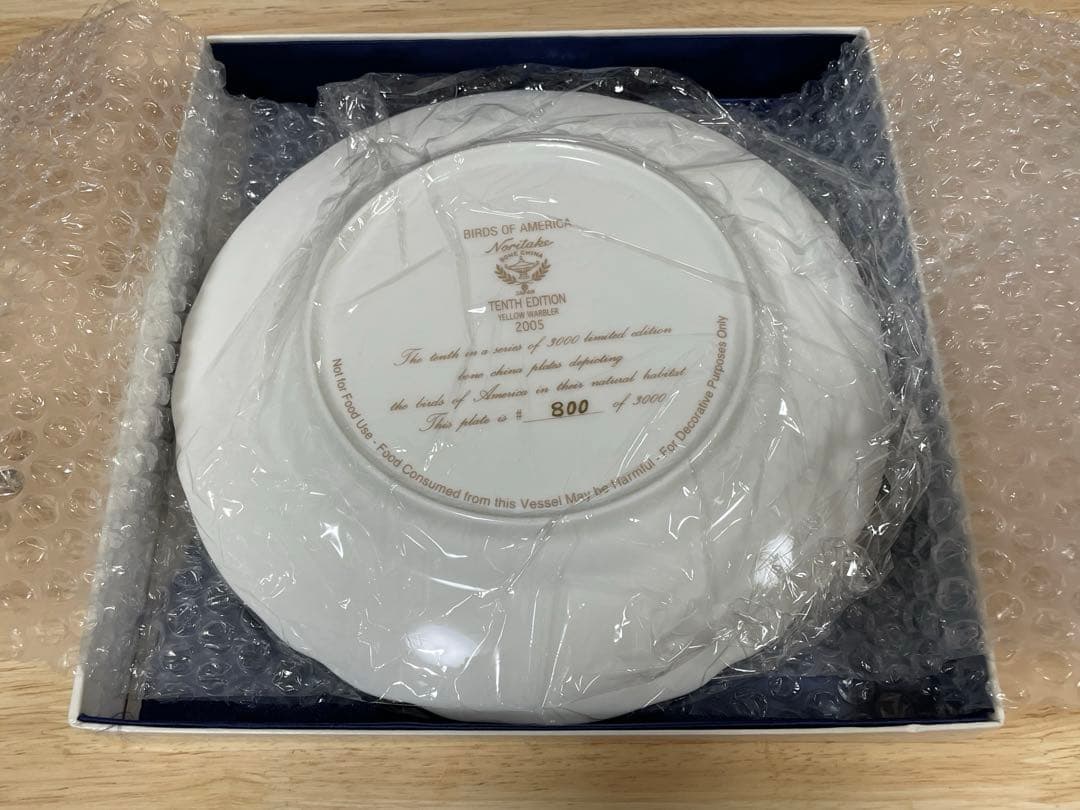 BIRDS OF AMERICA
Noritake
BONE CHINA
JAPAN
TENTH EDITION
YELLOW WARBLER
2005
The tenth in a series of 3000 limited edition
bone china plates depicting
the birds of America in their natural habitat
This plate is # 800 of 3000
Not for Food Use - Food Consumed from this Vessel May be Harmful - For Decorative Purposes Only